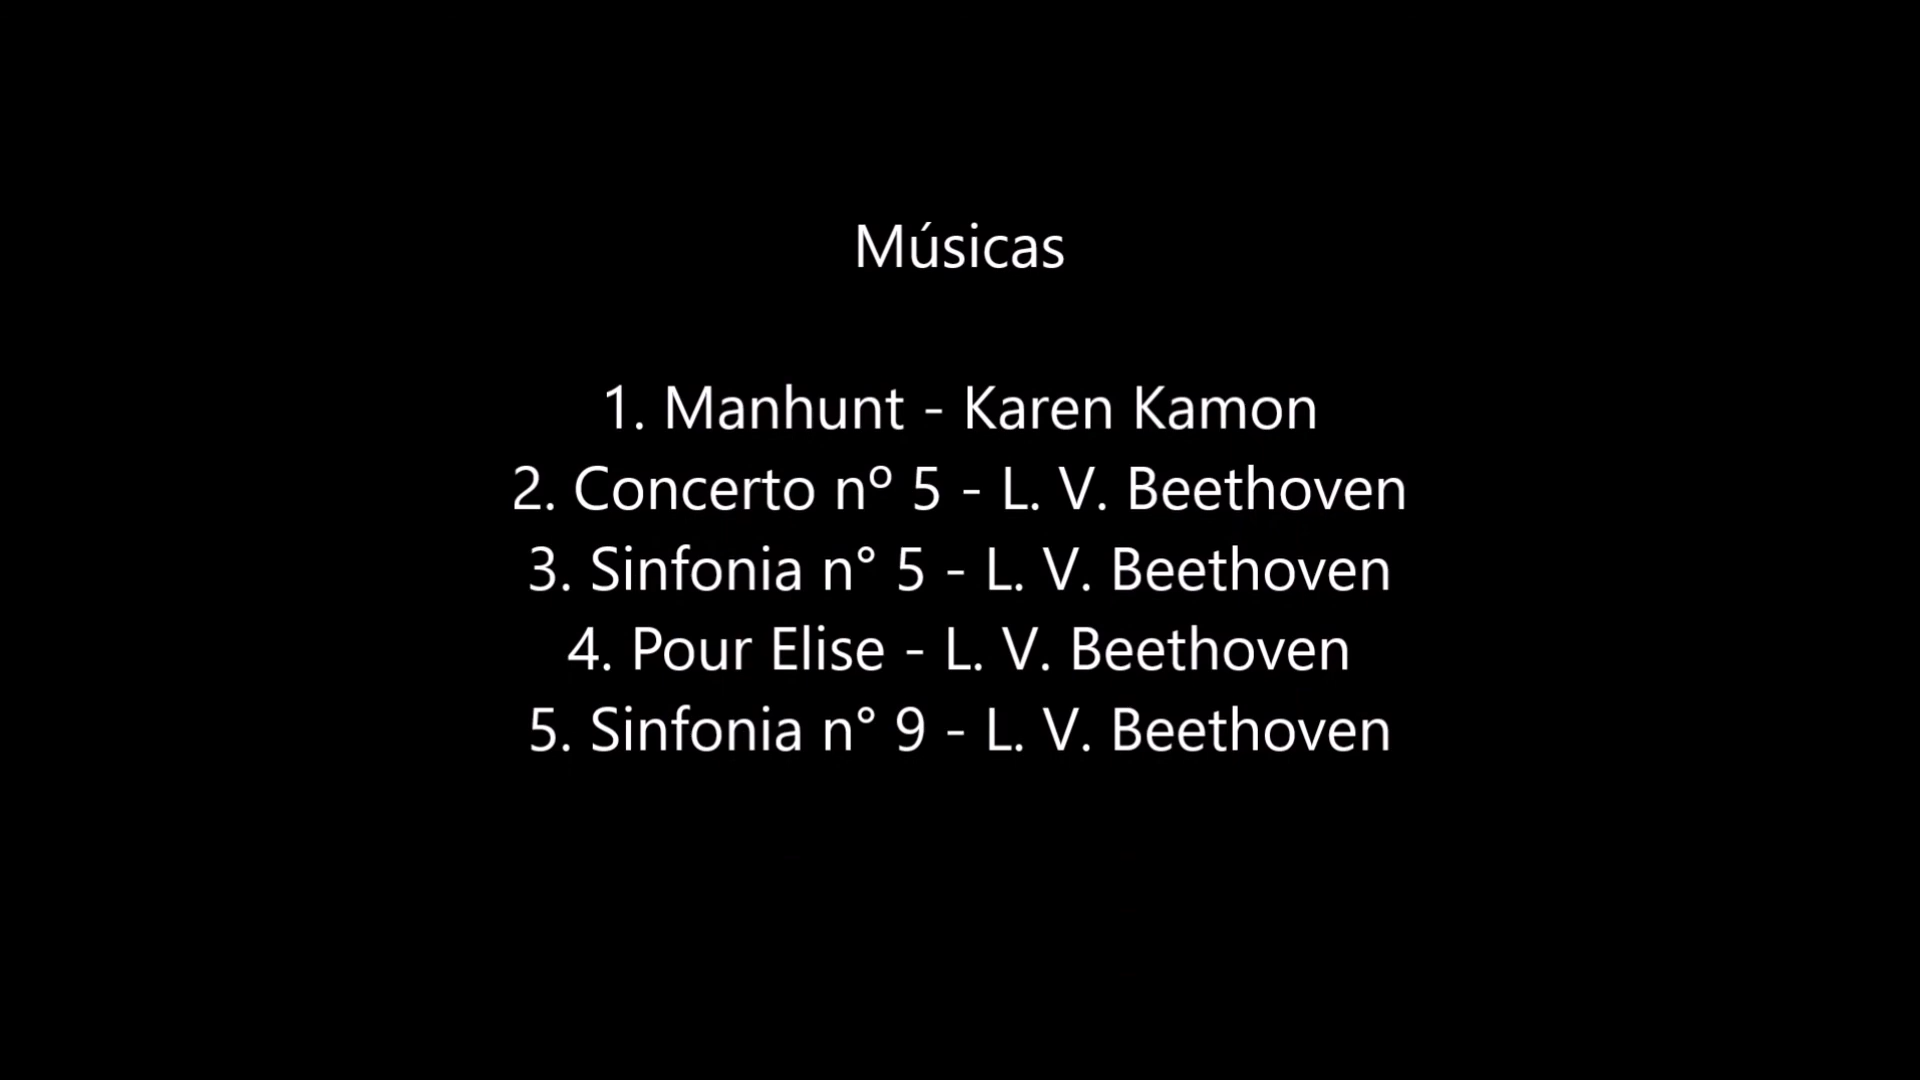 Músicas
1. Manhunt - Karen Kamon
2. Concerto nº 5 - L. V. Beethoven
3. Sinfonia n° 5 - L. V. Beethoven
4. Pour Elise - L. V. Beethoven
5. Sinfonia n° 9 - L. V. Beethoven